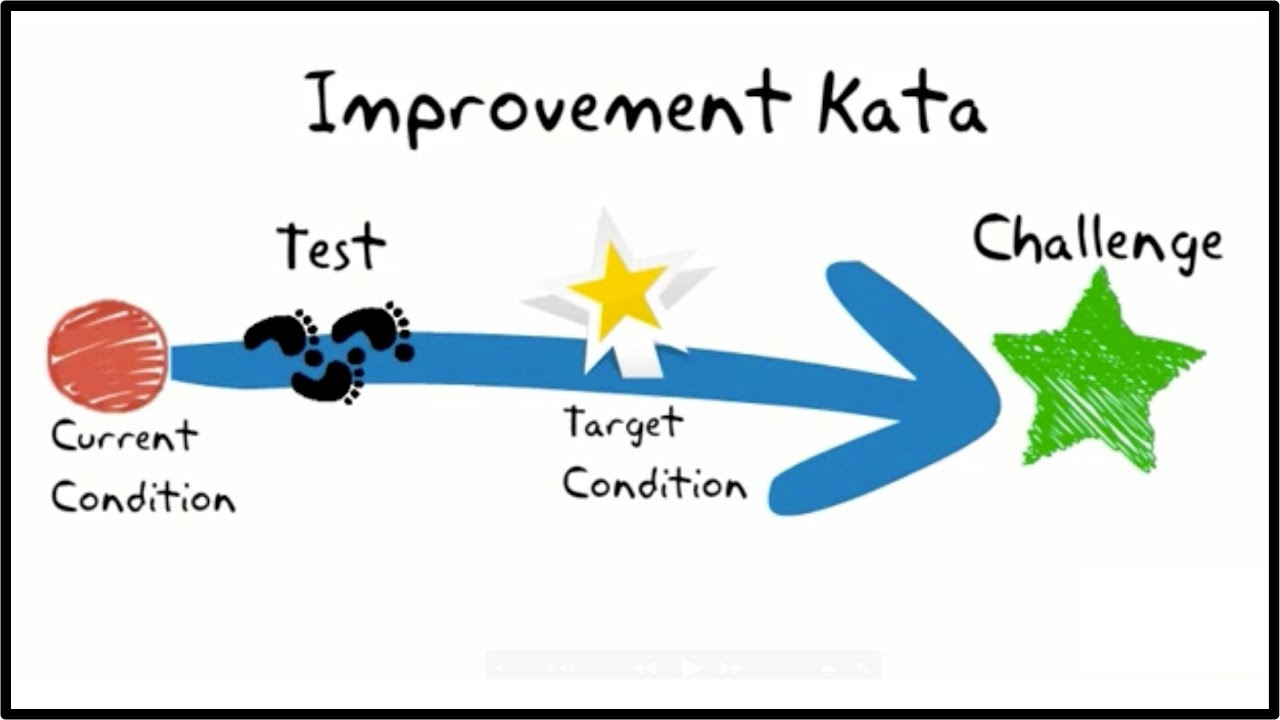 Improvement Kata
Test
Challenge
Current
Condition
Target
Condition